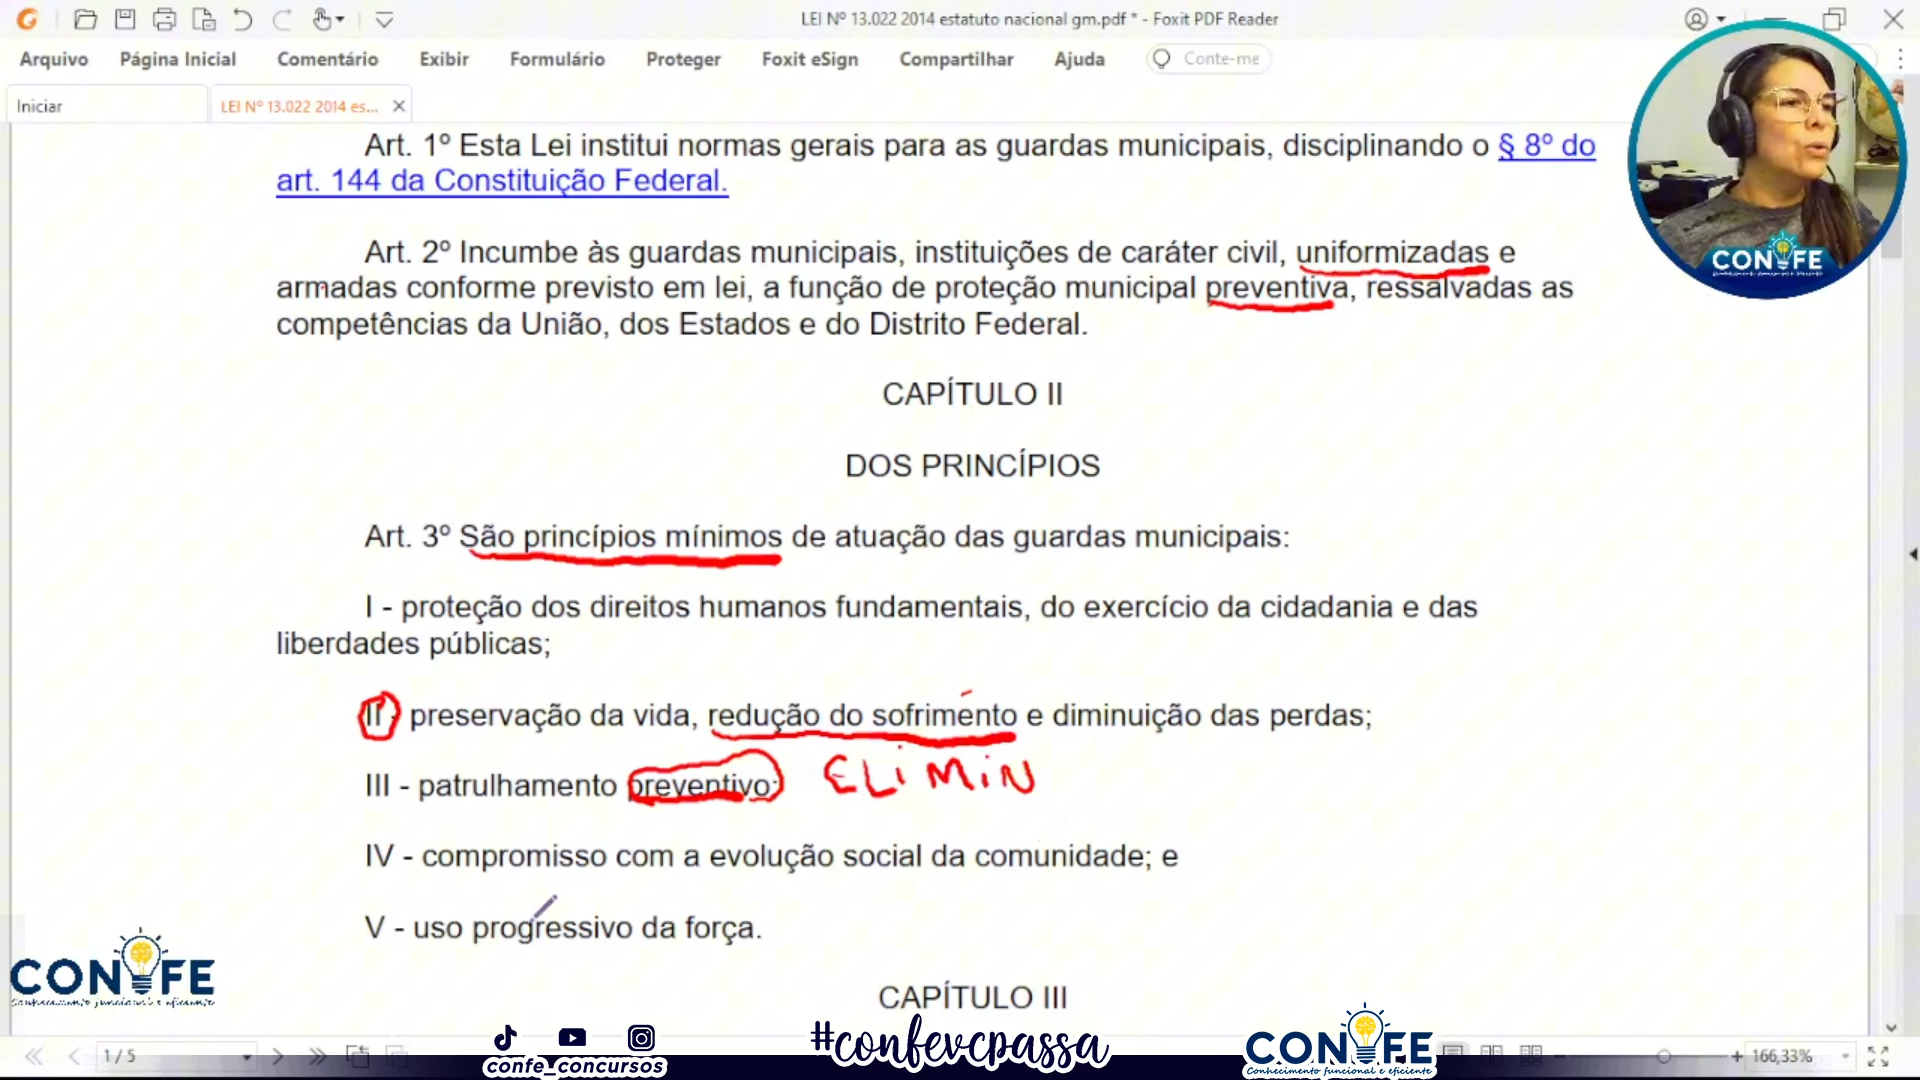 LEI Nº 13.022 2014 estatuto nacional gm.pdf * - Foxit PDF Reader
Arquivo Página Inicial Comentário Exibir Formulário Proteger Foxit eSign Compartilhar Ajuda Conte-me
Iniciar LEI Nº 13.022 2014 es...
Art. 1º Esta Lei institui normas gerais para as guardas municipais, disciplinando o § 8º do
art. 144 da Constituição Federal.
Art. 2º Incumbe às guardas municipais, instituições de caráter civil, uniformizadas e
armadas conforme previsto em lei, a função de proteção municipal preventiva, ressalvadas as
competências da União, dos Estados e do Distrito Federal.
CAPÍTULO II
DOS PRINCÍPIOS
Art. 3º São princípios mínimos de atuação das guardas municipais:
I - proteção dos direitos humanos fundamentais, do exercício da cidadania e das
liberdades públicas;
II - preservação da vida, redução do sofrimento e diminuição das perdas;
III - patrulhamento preventivo; ELiMiN
IV - compromisso com a evolução social da comunidade; e
V - uso progressivo da força.
CAPÍTULO III
CONFE
CONFE
Conhecimento funcional e eficiente
1 / 5
confe_concursos
#confevcpassa
CONFE
Conhecimento funcional e eficiente
166,33%